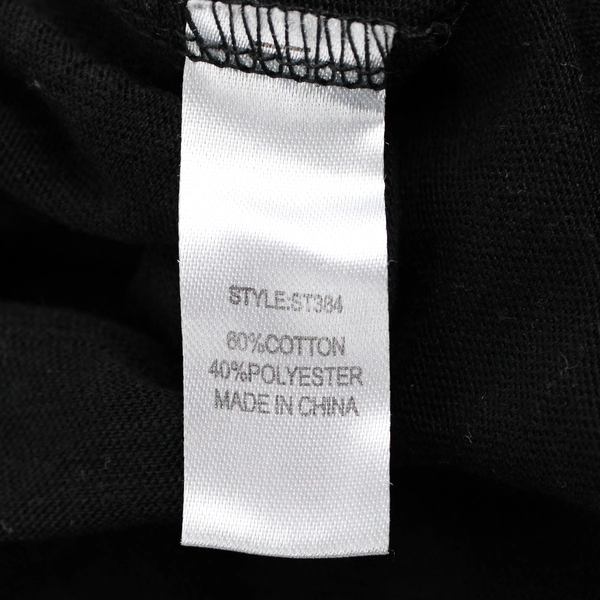 STYLE:ST384
60%COTTON
40%POLYESTER
MADE IN CHINA